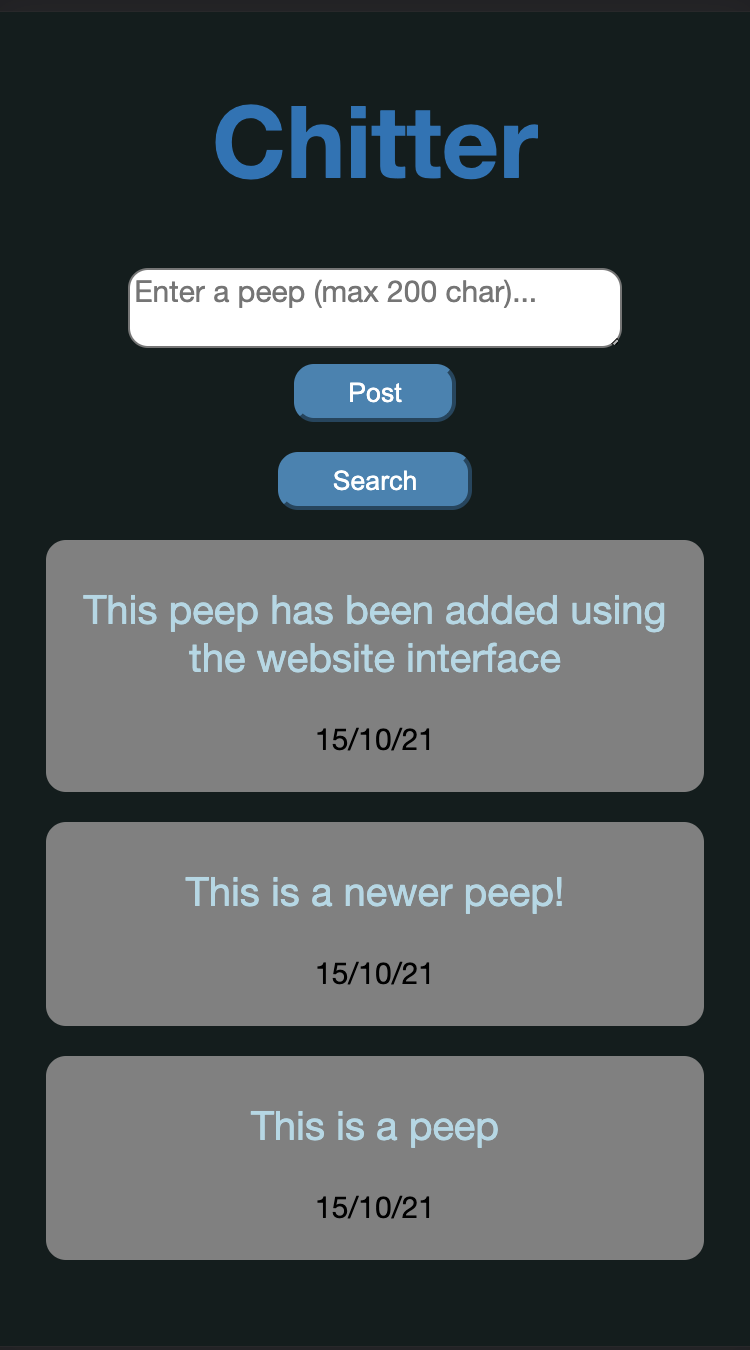 Chitter
Enter a peep (max 200 char)...
Post
Search
This peep has been added using
the website interface
15/10/21
This is a newer peep!
15/10/21
This is a peep
15/10/21